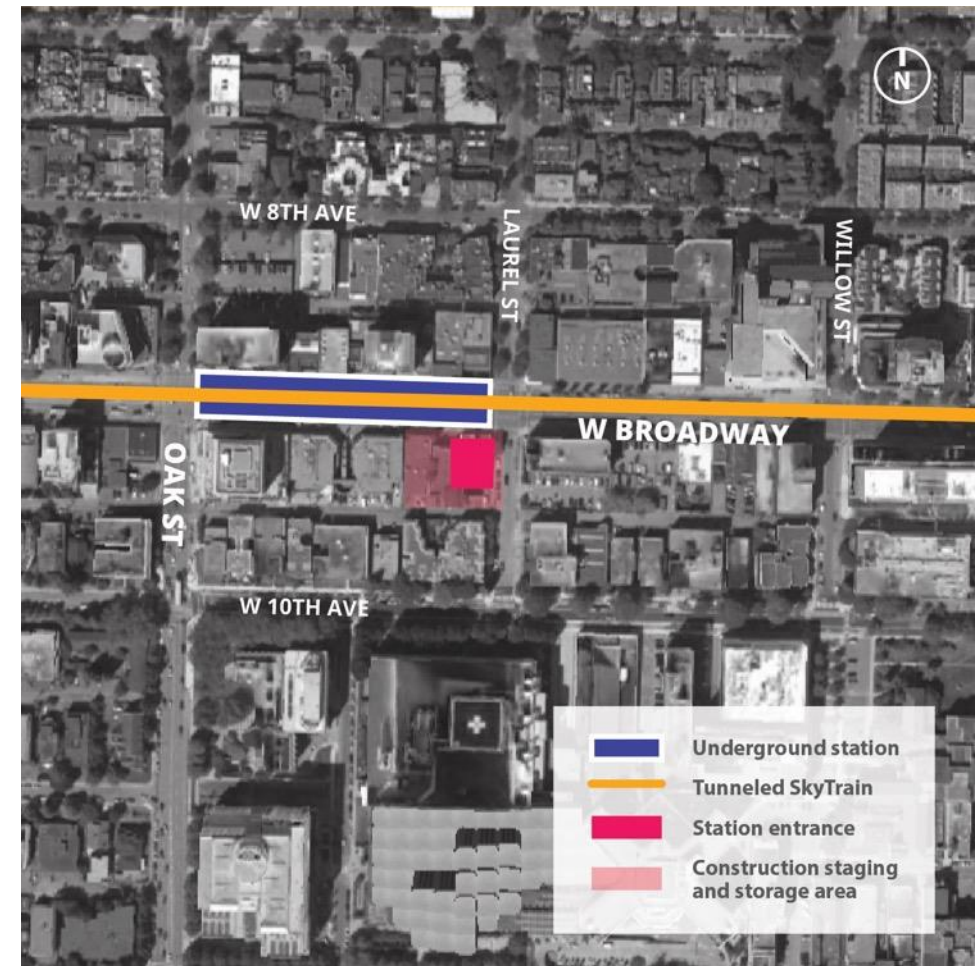 N
W 8TH AVE
LAUREL ST
WILLOW ST
W BROADWAY
OAK ST
W 10TH AVE
Underground station
Tunneled SkyTrain
Station entrance
Construction staging
and storage area